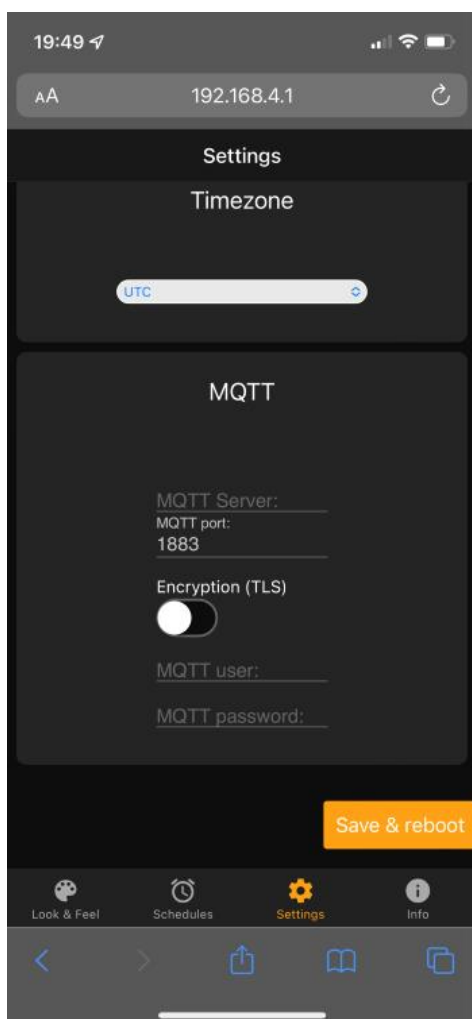 19:49
AA 192.168.4.1
Settings
Timezone
UTC
MQTT
MQTT Server:
MQTT port:
1883
Encryption (TLS)
MQTT user:
MQTT password:
Save & reboot
Look & Feel Schedules Settings Info